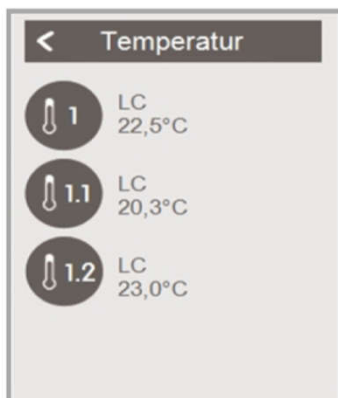 < Temperatur
1 LC
22,5°C
1.1 LC
20,3°C
1.2 LC
23,0°C